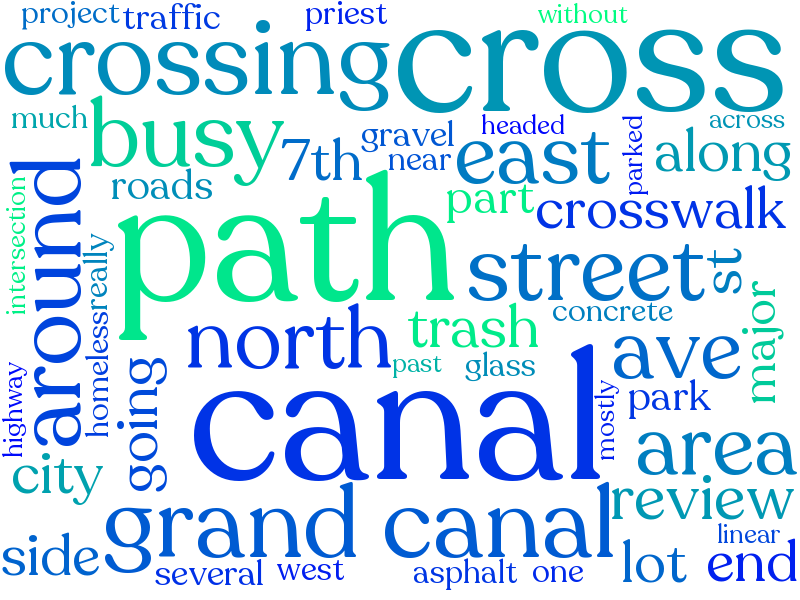 project
traffic
priest
without
crossing
cross
much
busy
7th
gravel
near
headed
east
parked
across
along
roads
intersection
around
really
path
part
crosswalk
street
st
homeless
north
trash
concrete
major
ave
past
glass
highway
going
canal
mostly
park
city
area
review
grand canal
side
several
west
asphalt
one
lot
linear
end